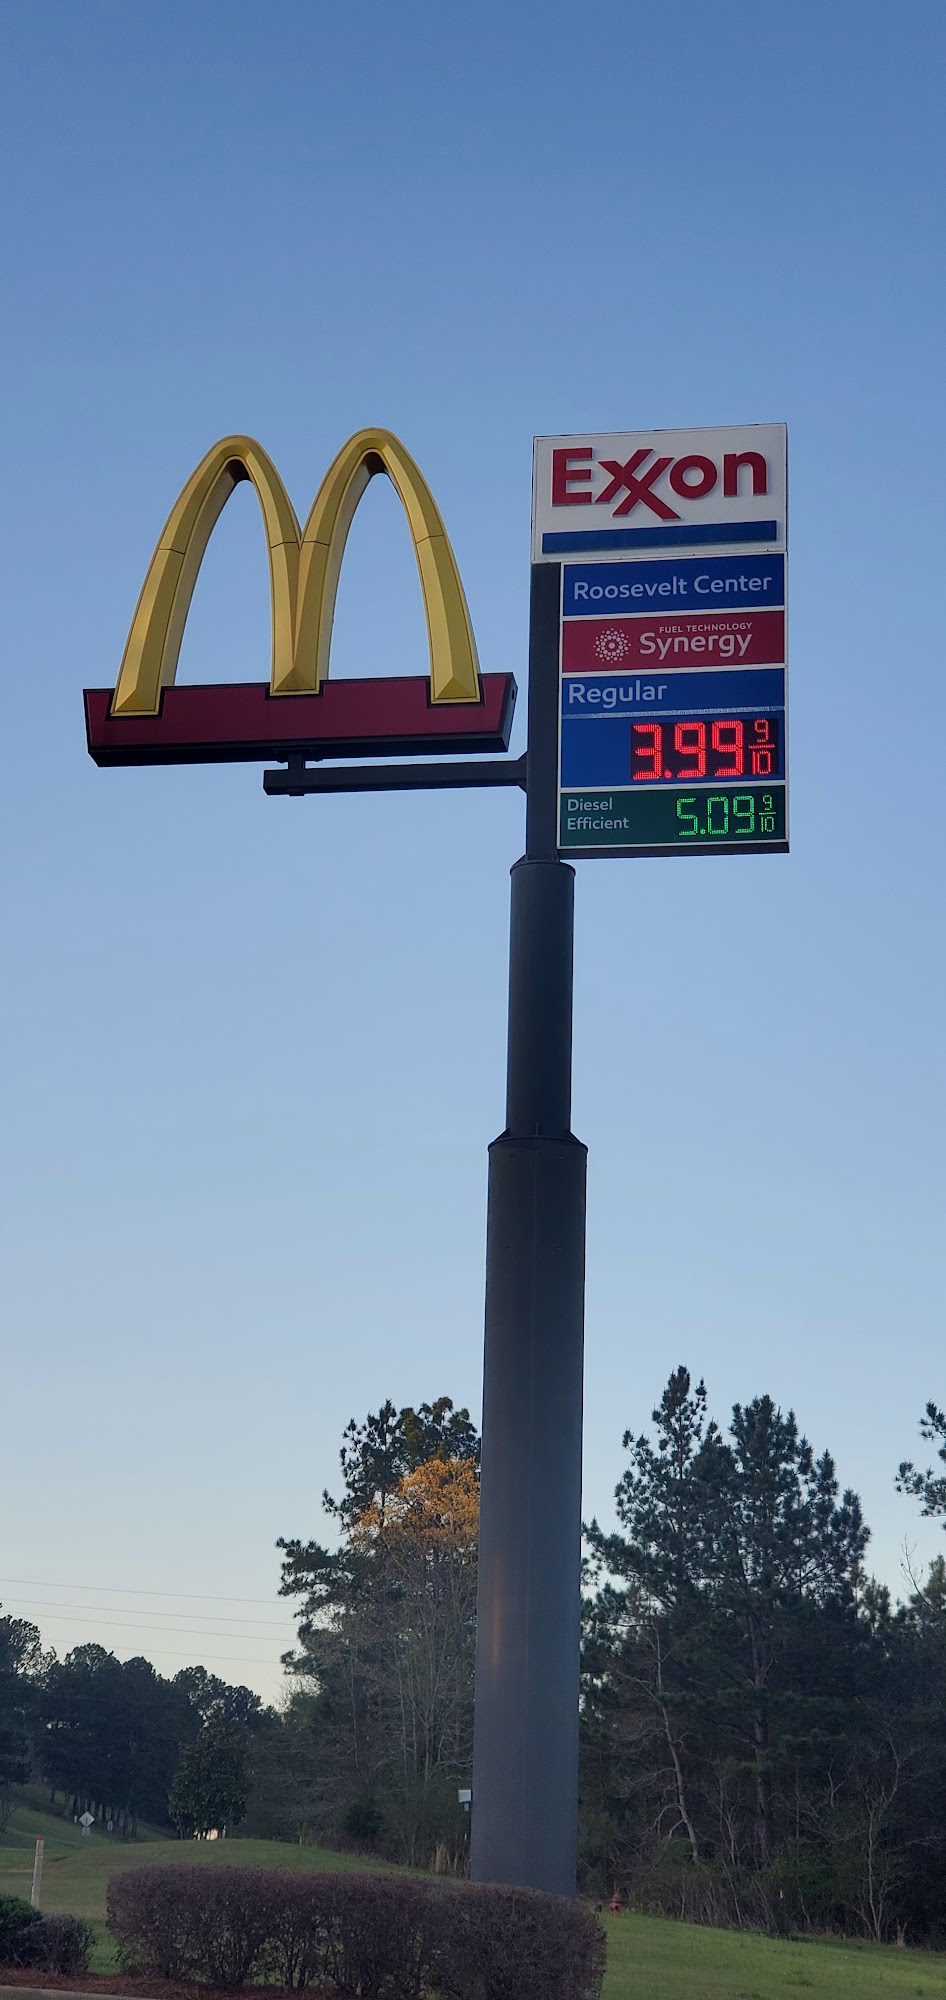 Exxon
Roosevelt Center
FUEL TECHNOLOGY
Synergy
Regular
3.99 9/10
Diesel
Efficient
5.09 9/10